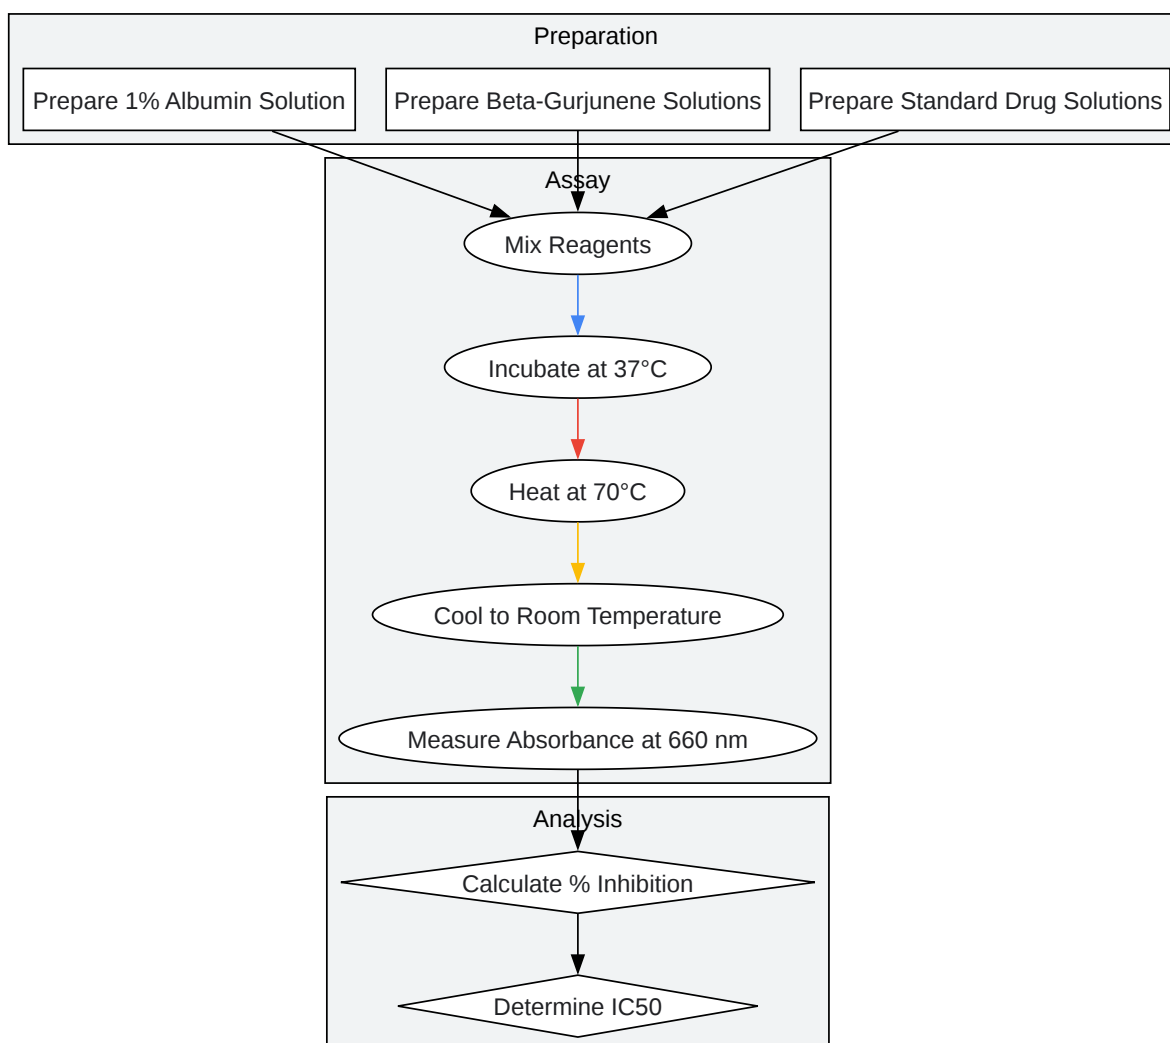 Preparation
Prepare 1% Albumin Solution
Prepare Beta-Gurjunene Solutions
Prepare Standard Drug Solutions
Assay
Mix Reagents
Incubate at 37°C
Heat at 70°C
Cool to Room Temperature
Measure Absorbance at 660 nm
Analysis
Calculate % Inhibition
Determine IC50